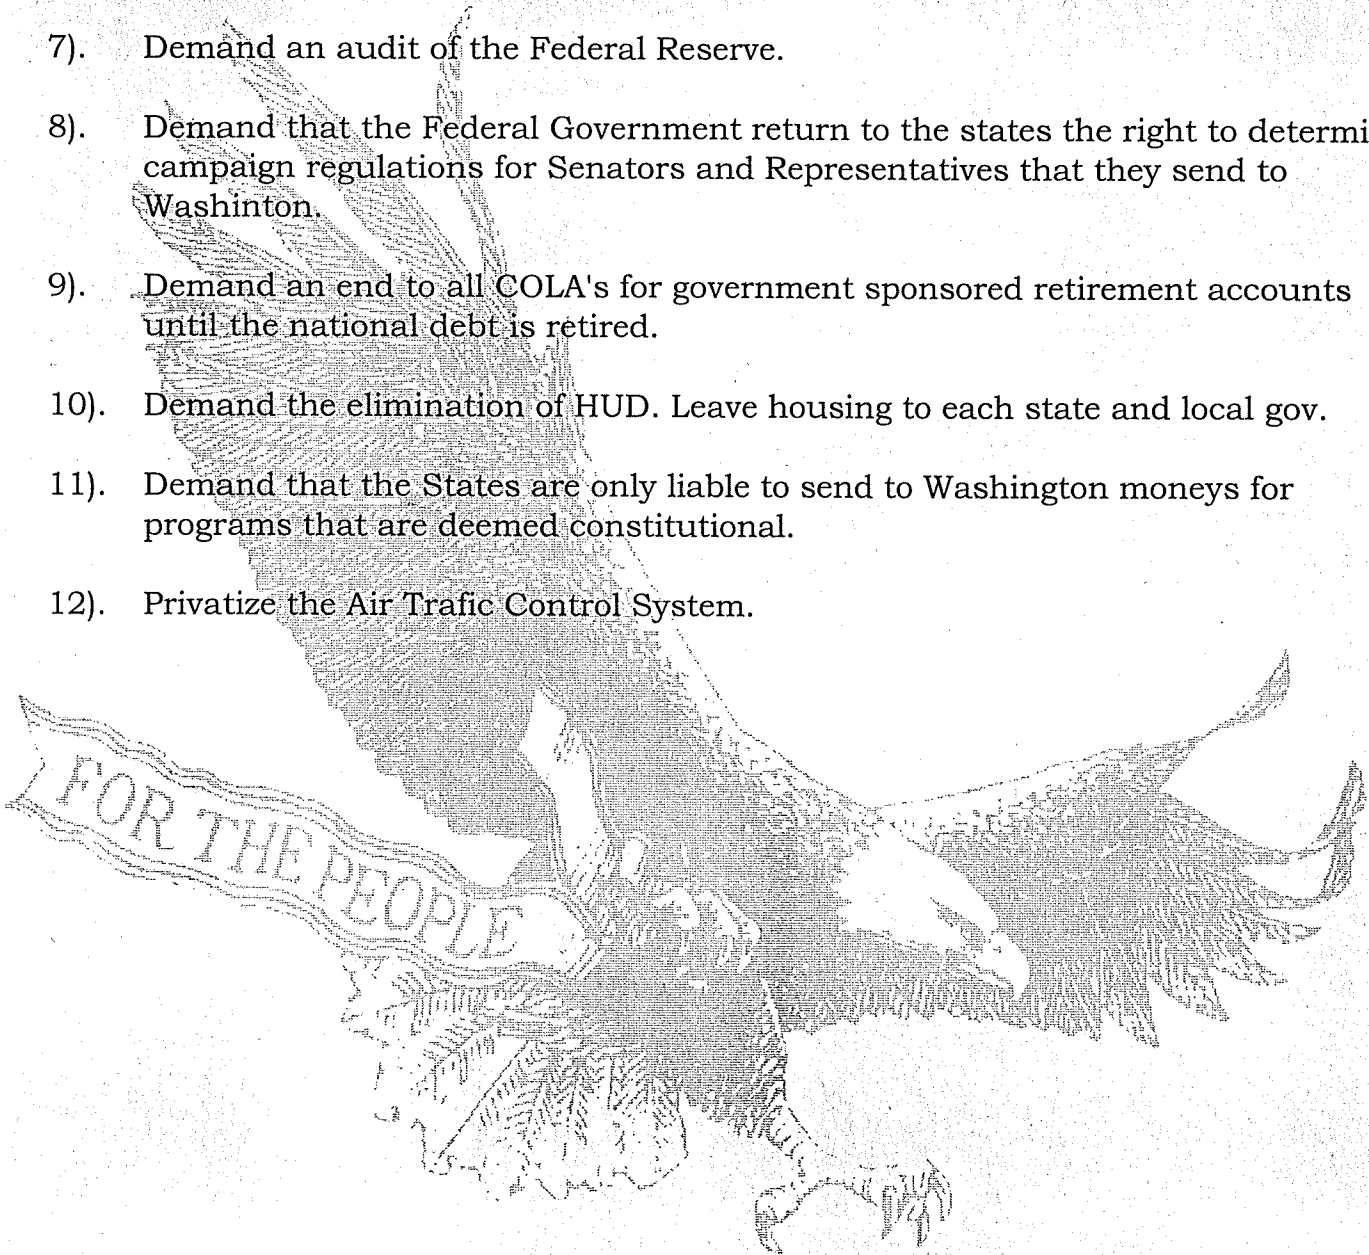 7). Demand an audit of the Federal Reserve.
8). Demand that the Federal Government return to the states the right to determi
campaign regulations for Senators and Representatives that they send to
Washinton.
9). Demand an end to all COLA's for government sponsored retirement accounts
until the national debt is retired.
10). Demand the elimination of HUD. Leave housing to each state and local gov.
11). Demand that the States are only liable to send to Washington moneys for
programs that are deemed constitutional.
12). Privatize the Air Trafic Control System.
FOR THE PEOPLE